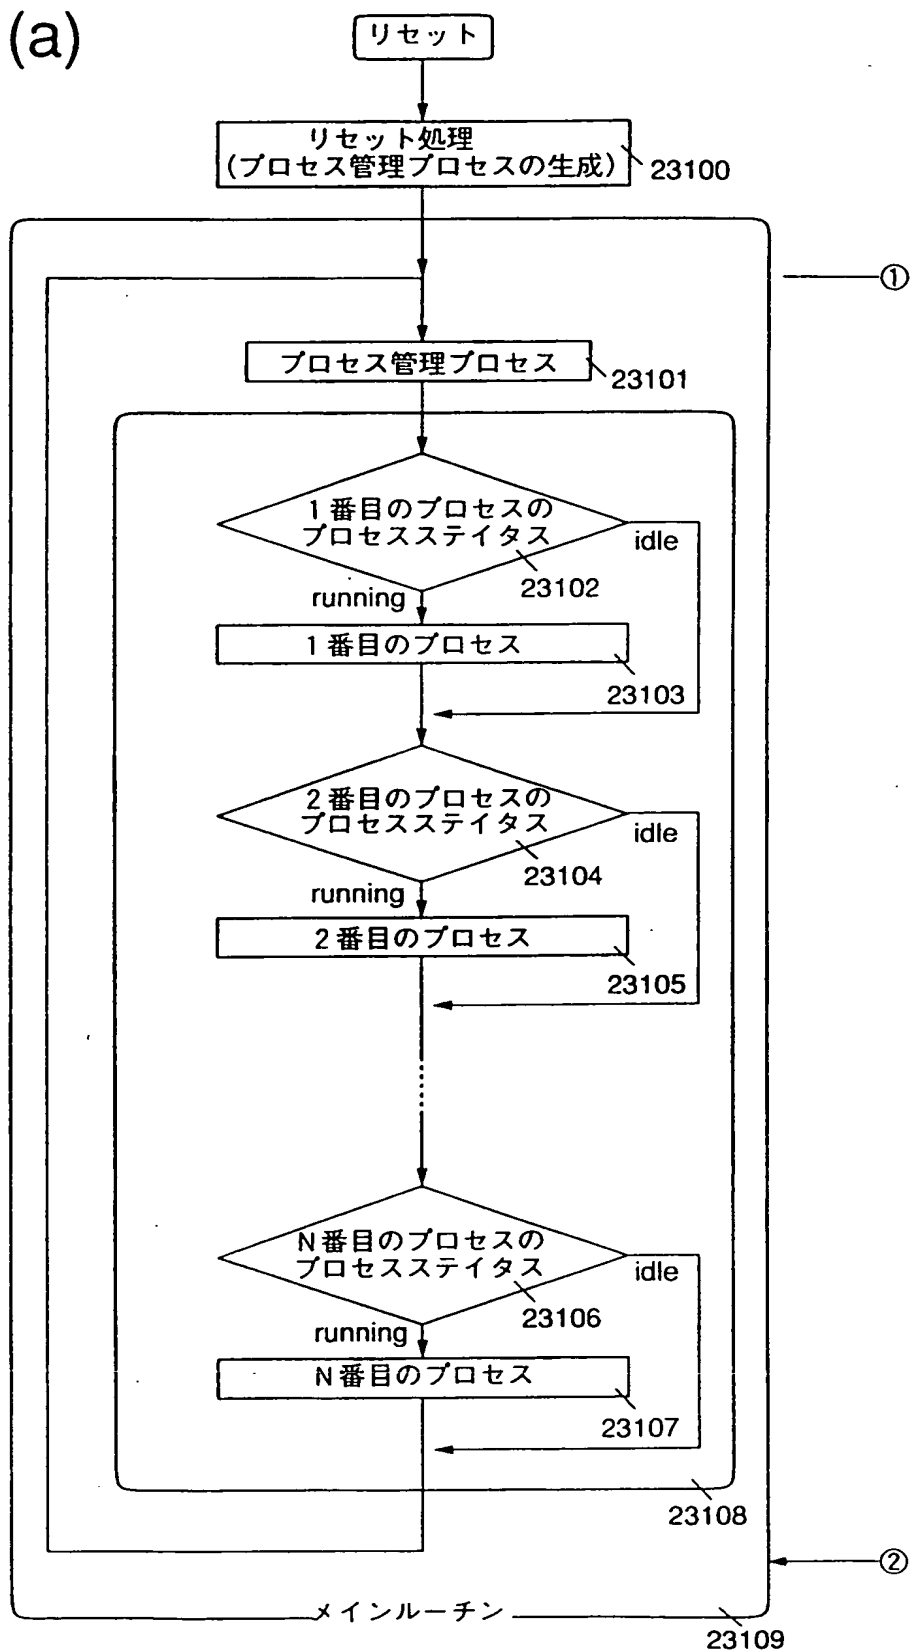 (a)
リセット
リセット処理
(プロセス管理プロセスの生成)
23100
①
プロセス管理プロセス
23101
1番目のプロセスの
プロセスステイタス
idle
23102
running
1番目のプロセス
23103
2番目のプロセスの
プロセスステイタス
idle
23104
running
2番目のプロセス
23105
N番目のプロセスの
プロセスステイタス
idle
23106
running
N番目のプロセス
23107
23108
②
メインルーチン
23109